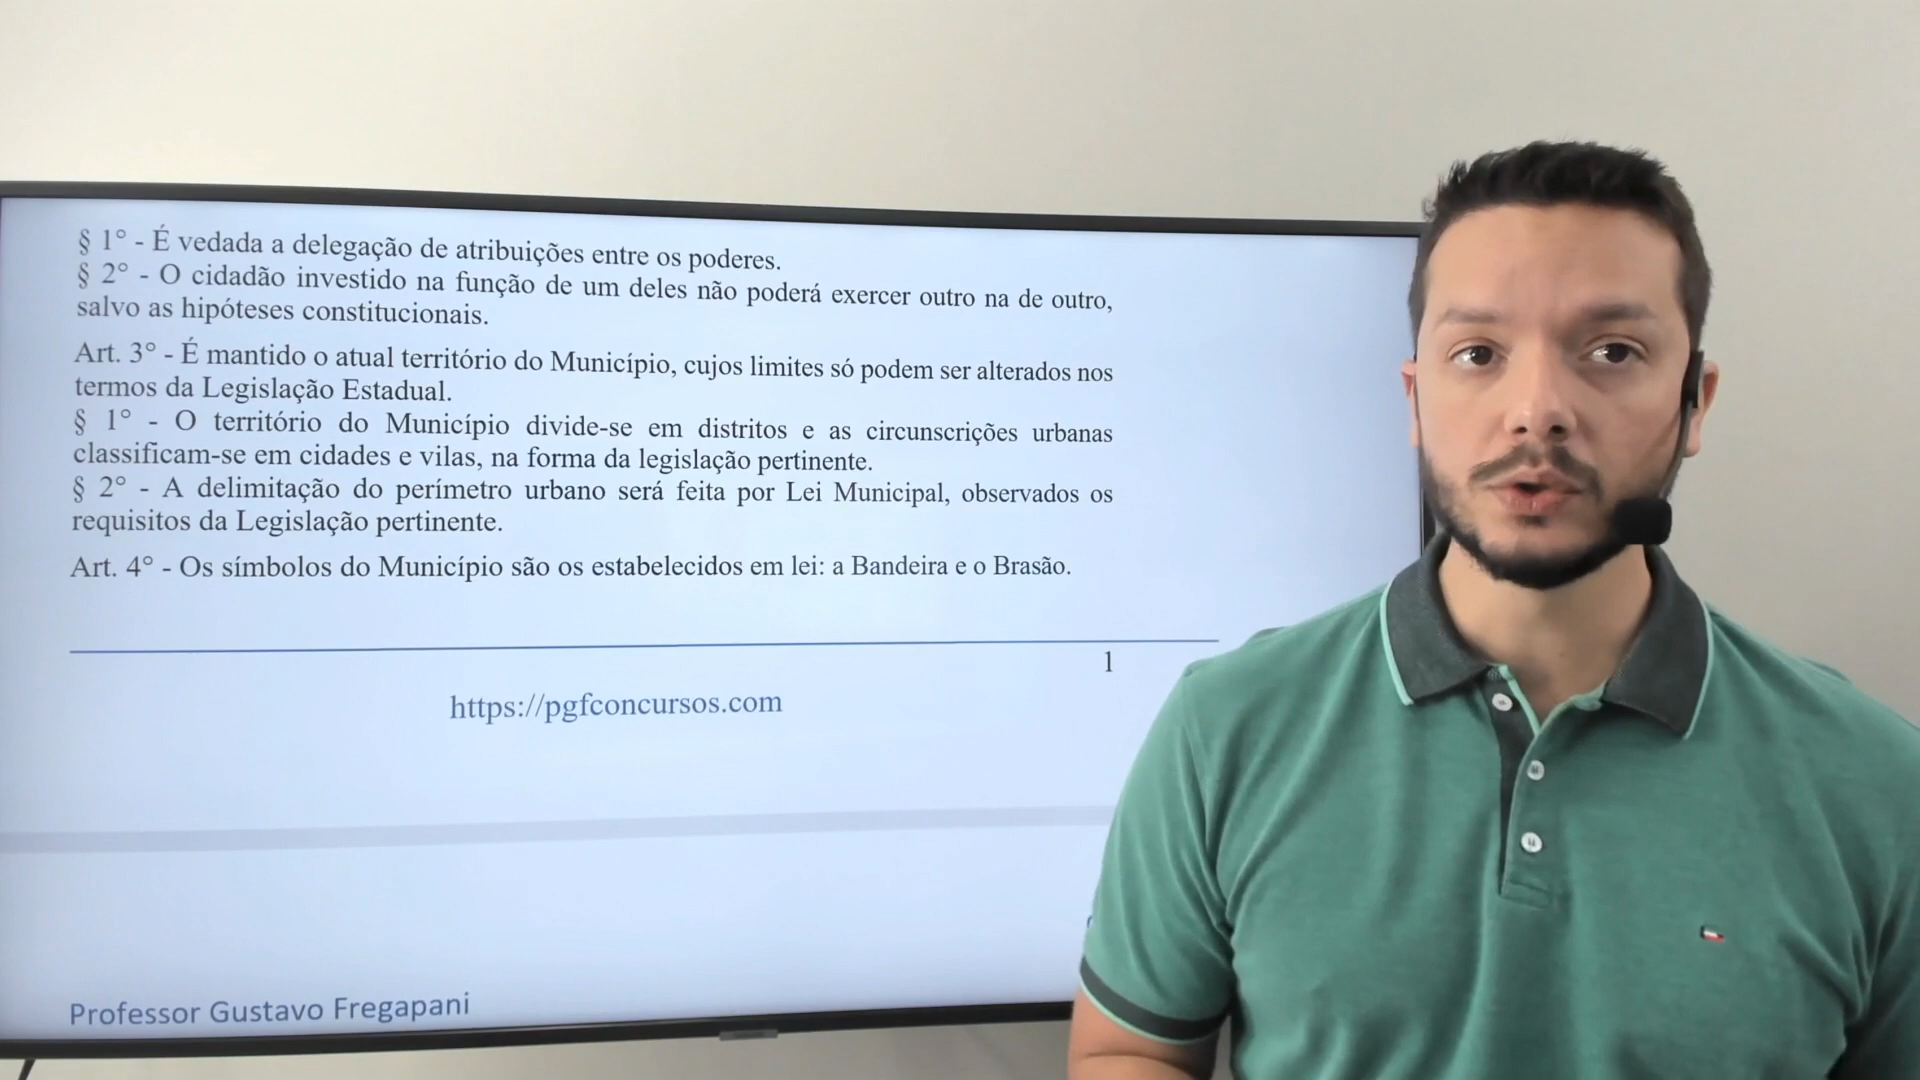 § 1° - É vedada a delegação de atribuições entre os poderes.
§ 2° - O cidadão investido na função de um deles não poderá exercer outro na de outro,
salvo as hipóteses constitucionais.
Art. 3° - É mantido o atual território do Município, cujos limites só podem ser alterados nos
termos da Legislação Estadual.
§ 1° - O território do Município divide-se em distritos e as circunscrições urbanas
classificam-se em cidades e vilas, na forma da legislação pertinente.
§ 2° - A delimitação do perímetro urbano será feita por Lei Municipal, observados os
requisitos da Legislação pertinente.
Art. 4° - Os símbolos do Município são os estabelecidos em lei: a Bandeira e o Brasão.
1
https://pgfconcursos.com
Professor Gustavo Fregapani